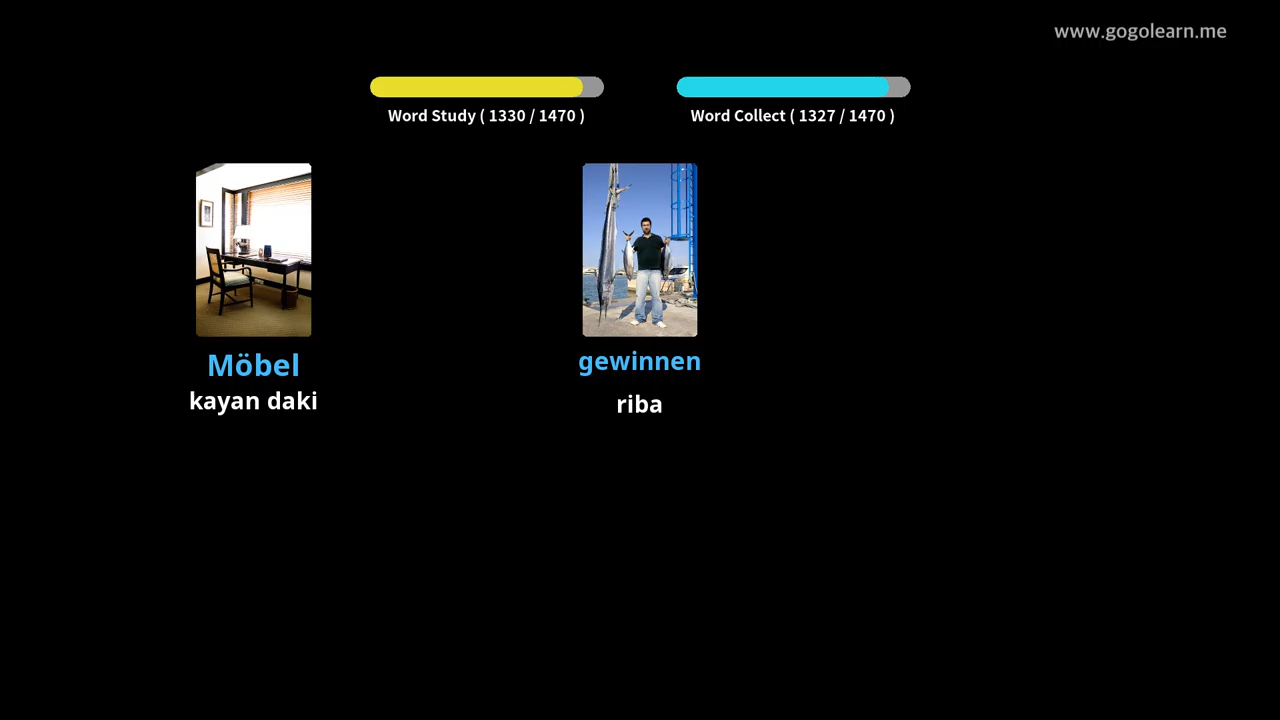 www.gogolearn.me
Word Study ( 1330 / 1470 )
Word Collect ( 1327 / 1470 )
Möbel
kayan daki
gewinnen
riba